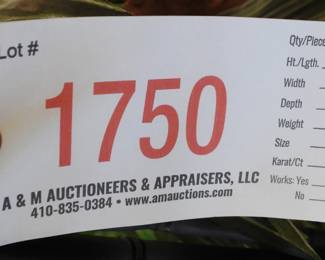 Lot #
1750
A & M AUCTIONEERS & APPRAISERS, LLC
410-835-0384 • www.amauctions.com
Qty/Piece
Ht./Lgth.
Width
Depth
Weight
Size
Karat/Ct
Works: Yes
No